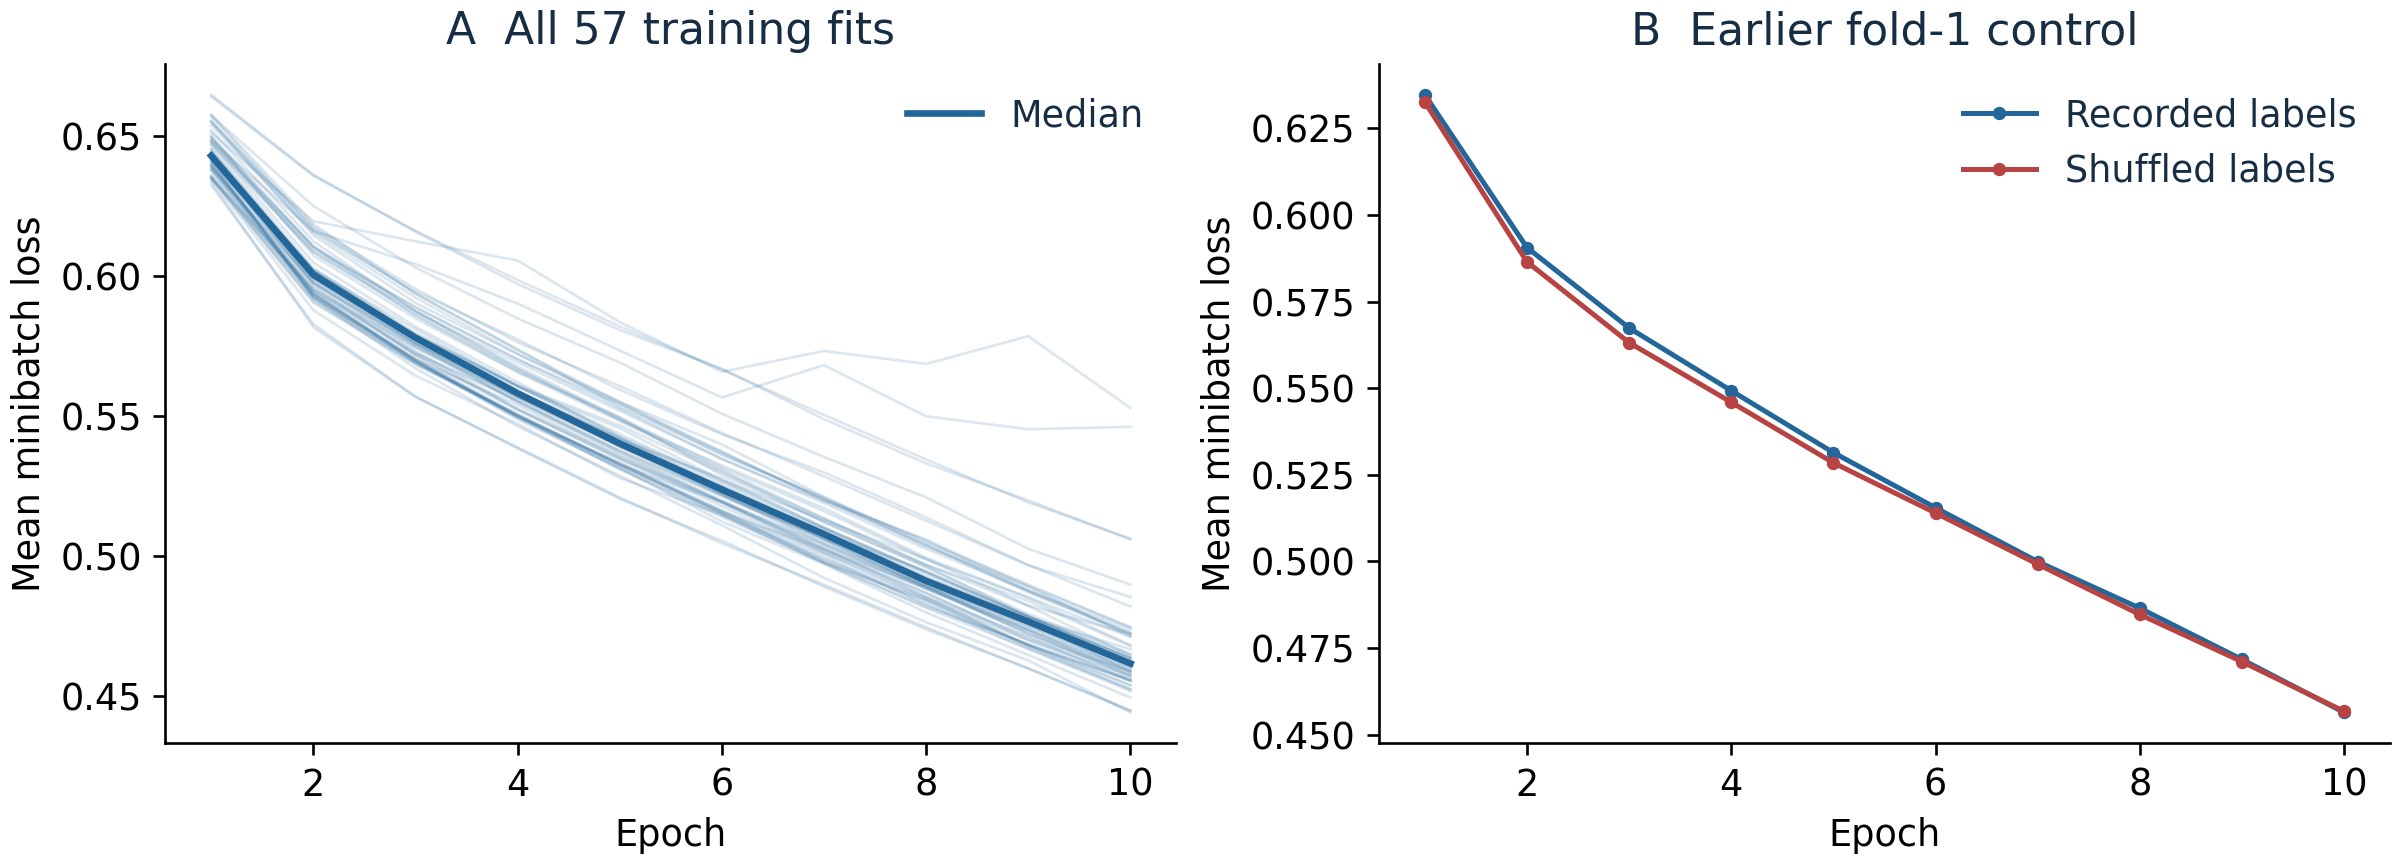 A  All 57 training fits
Median
0.65
0.60
0.55
0.50
0.45
Mean minibatch loss
2 4 6 8 10
Epoch
B  Earlier fold-1 control
Recorded labels
Shuffled labels
0.625
0.600
0.575
0.550
0.525
0.500
0.475
0.450
Mean minibatch loss
2 4 6 8 10
Epoch